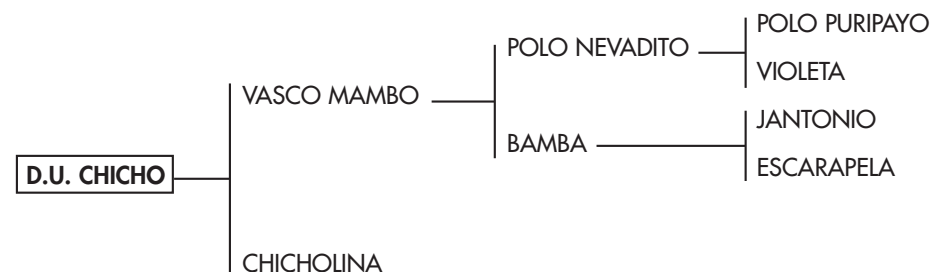 POLO PURIPAYO
POLO NEVADITO
VIOLETA
VASCO MAMBO
JANTONIO
BAMBA
ESCARAPELA
D.U. CHICHO
CHICHOLINA